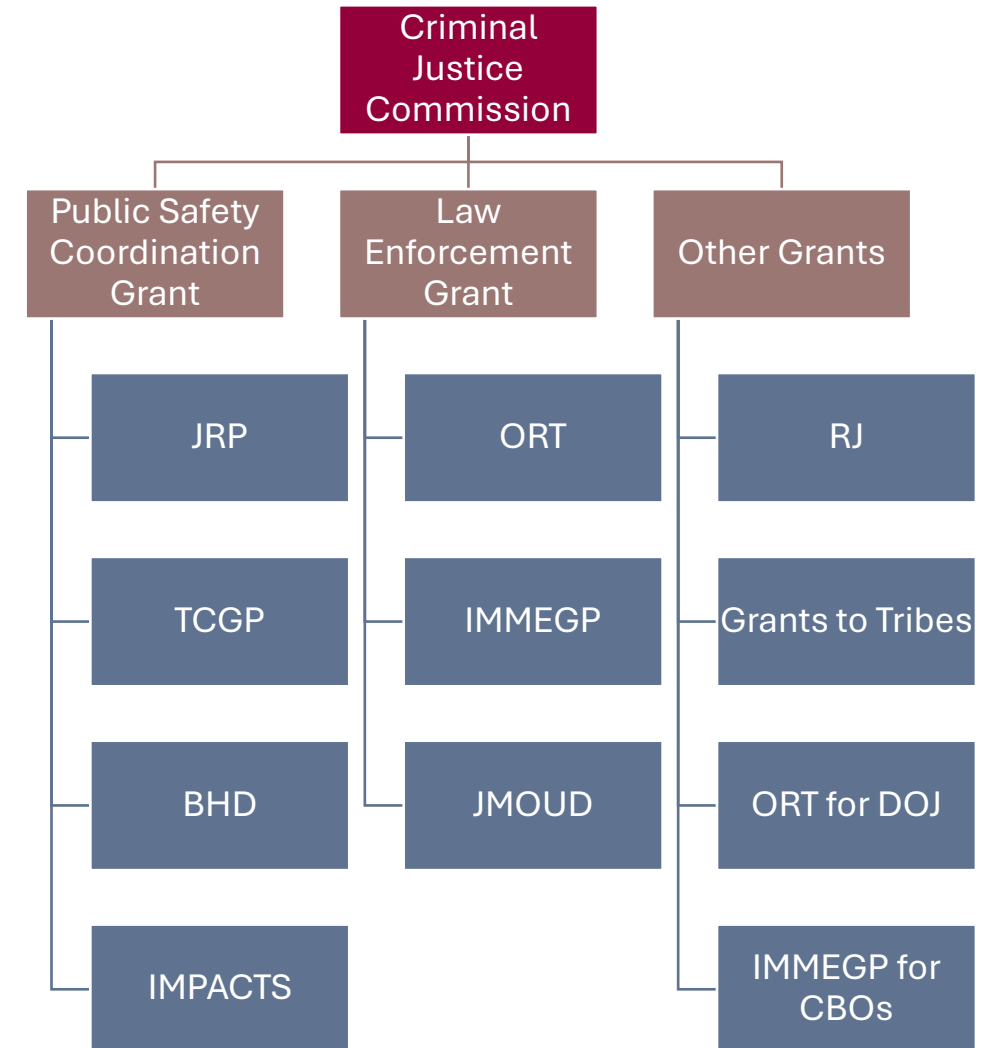 Criminal
Justice
Commission
Public Safety
Coordination
Grant
Law
Enforcement
Grant
Other Grants
JRP
ORT
RJ
TCGP
IMMEGP
Grants to Tribes
BHD
JMOUD
ORT for DOJ
IMPACTS
IMMEGP for
CBOs